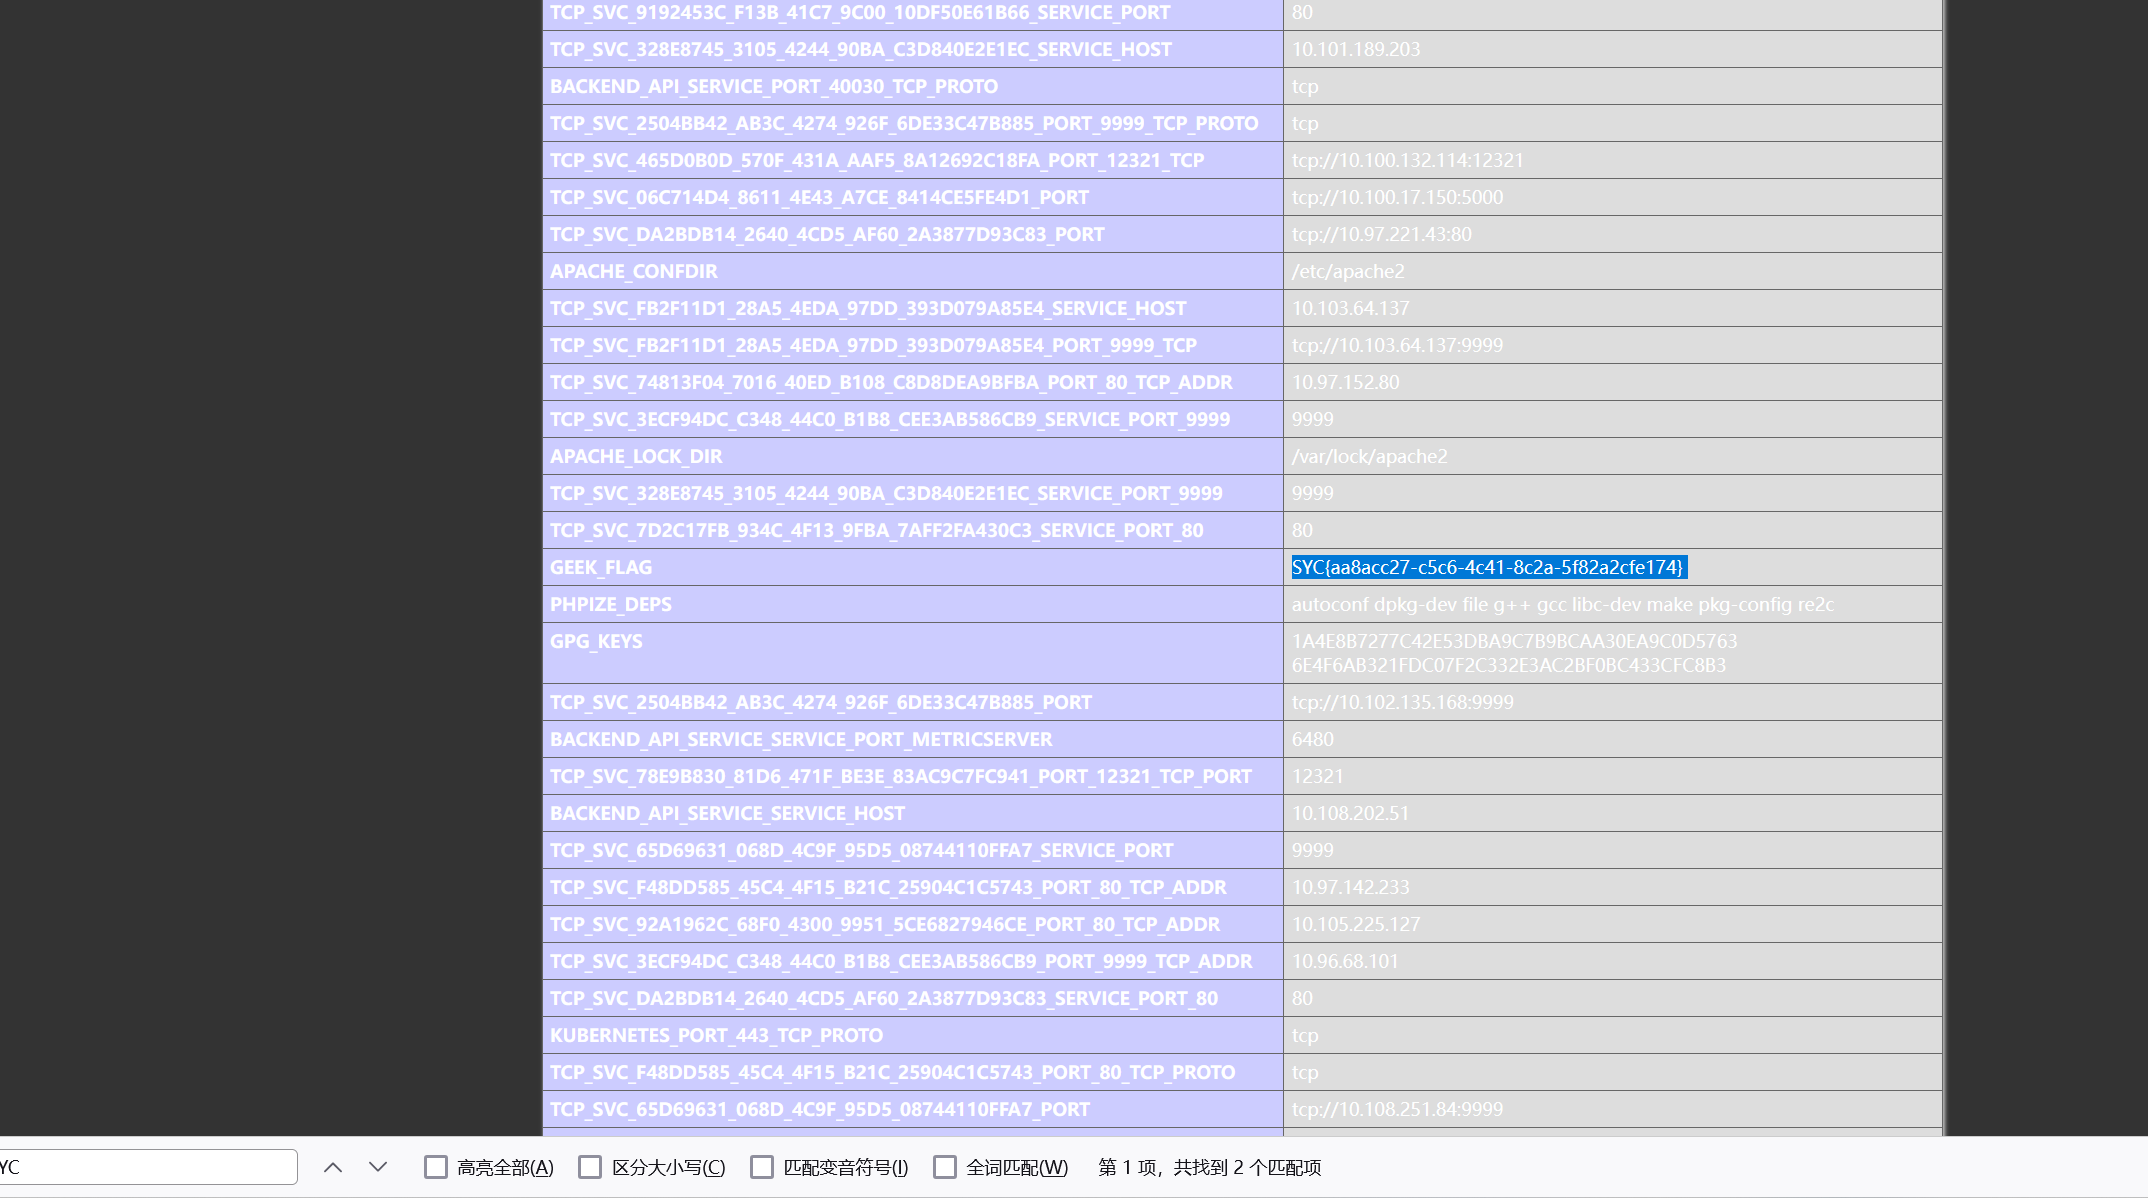 TCP_SVC_9192453C_F13B_41C7_9C00_10DF50E61B66_SERVICE_PORT 80
TCP_SVC_328E8745_3105_4244_90BA_C3D840E2E1EC_SERVICE_HOST 10.101.189.203
BACKEND_API_SERVICE_PORT_40030_TCP_PROTO tcp
TCP_SVC_2504BB42_AB3C_4274_926F_6DE33C47B885_PORT_9999_TCP_PROTO tcp
TCP_SVC_465D0B0D_570F_431A_AAF5_8A12692C18FA_PORT_12321_TCP tcp://10.100.132.114:12321
TCP_SVC_06C714D4_8611_4E43_A7CE_8414CE5FE4D1_PORT tcp://10.100.17.150:5000
TCP_SVC_DA2BDB14_2640_4CD5_AF60_2A3877D93C83_PORT tcp://10.97.221.43:80
APACHE_CONFDIR /etc/apache2
TCP_SVC_FB2F11D1_28A5_4EDA_97DD_393D079A85E4_SERVICE_HOST 10.103.64.137
TCP_SVC_FB2F11D1_28A5_4EDA_97DD_393D079A85E4_PORT_9999_TCP tcp://10.103.64.137:9999
TCP_SVC_74813F04_7016_40ED_B108_C8D8DEA9BFBA_PORT_80_TCP_ADDR 10.97.152.80
TCP_SVC_3ECF94DC_C348_44C0_B1B8_CEE3AB586CB9_SERVICE_PORT_9999 9999
APACHE_LOCK_DIR /var/lock/apache2
TCP_SVC_328E8745_3105_4244_90BA_C3D840E2E1EC_SERVICE_PORT_9999 9999
TCP_SVC_7D2C17FB_934C_4F13_9FBA_7AFF2FA430C3_SERVICE_PORT_80 80
GEEK_FLAG SYC{aa8acc27-c5c6-4c41-8c2a-5f82a2cfe174}
PHPIZE_DEPS autoconf dpkg-dev file g++ gcc libc-dev make pkg-config re2c
GPG_KEYS 1A4E8B7277C42E53DBA9C7B9BCAA30EA9C0D5763
6E4F6AB321FDC07F2C332E3AC2BF0BC433CFC8B3
TCP_SVC_2504BB42_AB3C_4274_926F_6DE33C47B885_PORT tcp://10.102.135.168:9999
BACKEND_API_SERVICE_SERVICE_PORT_METRICSERVER 6480
TCP_SVC_78E9B830_81D6_471F_BE3E_83AC9C7FC941_PORT_12321_TCP_PORT 12321
BACKEND_API_SERVICE_SERVICE_HOST 10.108.202.51
TCP_SVC_65D69631_068D_4C9F_95D5_08744110FFA7_SERVICE_PORT 9999
TCP_SVC_F48DD585_45C4_4F15_B21C_25904C1C5743_PORT_80_TCP_ADDR 10.97.142.233
TCP_SVC_92A1962C_68F0_4300_9951_5CE6827946CE_PORT_80_TCP_ADDR 10.105.225.127
TCP_SVC_3ECF94DC_C348_44C0_B1B8_CEE3AB586CB9_PORT_9999_TCP_ADDR 10.96.68.101
TCP_SVC_DA2BDB14_2640_4CD5_AF60_2A3877D93C83_SERVICE_PORT_80 80
KUBERNETES_PORT_443_TCP_PROTO tcp
TCP_SVC_F48DD585_45C4_4F15_B21C_25904C1C5743_PORT_80_TCP_PROTO tcp
TCP_SVC_65D69631_068D_4C9F_95D5_08744110FFA7_PORT tcp://10.108.251.84:9999
YC 高亮全部(A) 区分大小写(C) 匹配变音符号(I) 全词匹配(W) 第 1 项，共找到 2 个匹配项